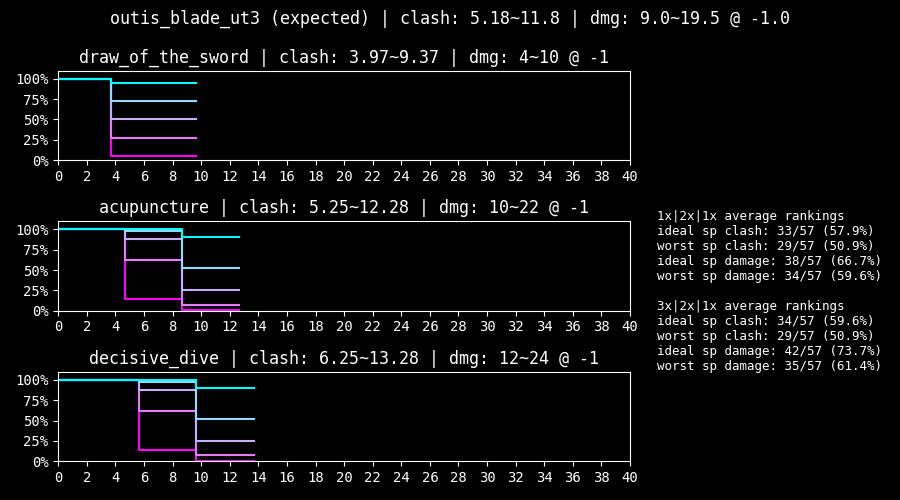 outis_blade_ut3 (expected) | clash: 5.18~11.8 | dmg: 9.0~19.5 @ -1.0
draw_of_the_sword | clash: 3.97~9.37 | dmg: 4~10 @ -1
100%
75%
50%
25%
0%
0 2 4 6 8 10 12 14 16 18 20 22 24 26 28 30 32 34 36 38 40
acupuncture | clash: 5.25~12.28 | dmg: 10~22 @ -1
100%
75%
50%
25%
0%
0 2 4 6 8 10 12 14 16 18 20 22 24 26 28 30 32 34 36 38 40
decisive_dive | clash: 6.25~13.28 | dmg: 12~24 @ -1
100%
75%
50%
25%
0%
0 2 4 6 8 10 12 14 16 18 20 22 24 26 28 30 32 34 36 38 40
1x|2x|1x average rankings
ideal sp clash: 33/57 (57.9%)
worst sp clash: 29/57 (50.9%)
ideal sp damage: 38/57 (66.7%)
worst sp damage: 34/57 (59.6%)
3x|2x|1x average rankings
ideal sp clash: 34/57 (59.6%)
worst sp clash: 29/57 (50.9%)
ideal sp damage: 42/57 (73.7%)
worst sp damage: 35/57 (61.4%)